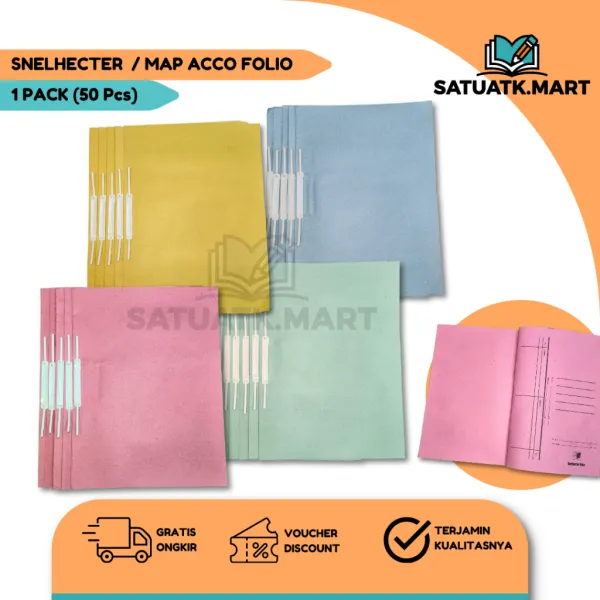 SNELHECTER / MAP ACCO FOLIO
1 PACK (50 Pcs)
SATUATK.MART
SATUATK.MART
GRATIS
ONGKIR
VOUCHER
DISCOUNT
TERJAMIN
KUALITASNYA